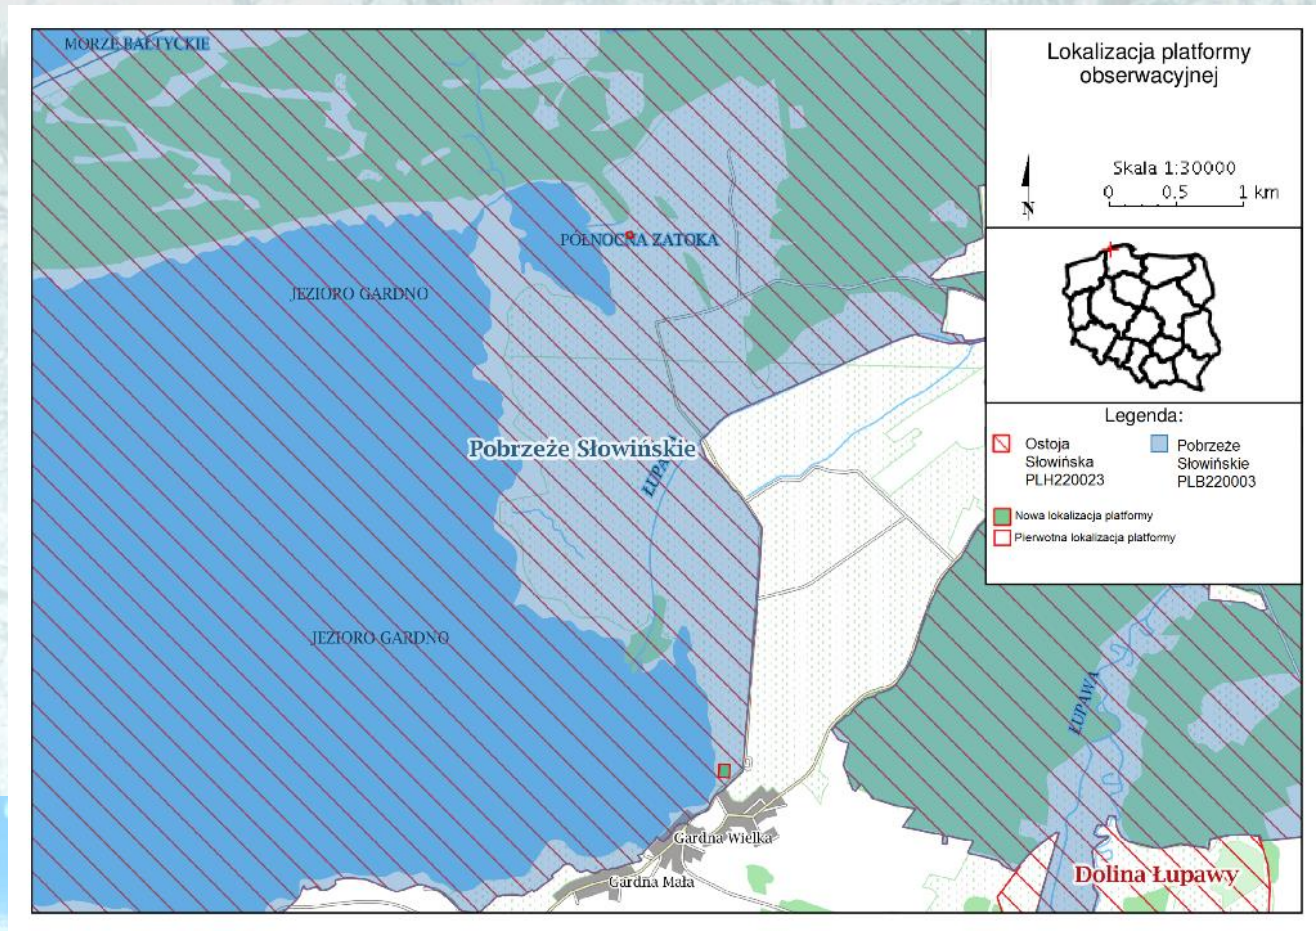 MORZE BAŁTYCKIE
PÓŁNOCNA ZATOKA
JEZIORO GARDNO
Pobrzeże Słowińskie
ŁUPAWA
JEZIORO GARDNO
ŁUPAWA
Gardna Wielka
Gardna Mała
Dolina Łupawy
Lokalizacja platformy
obserwacyjnej
Skala 1:30000
0 0.5 1 km
N
Legenda:
Ostoja
Słowińska
PLH220023
Pobrzeże
Słowińskie
PLB220003
Nowa lokalizacja platformy
Pierwotna lokalizacja platformy